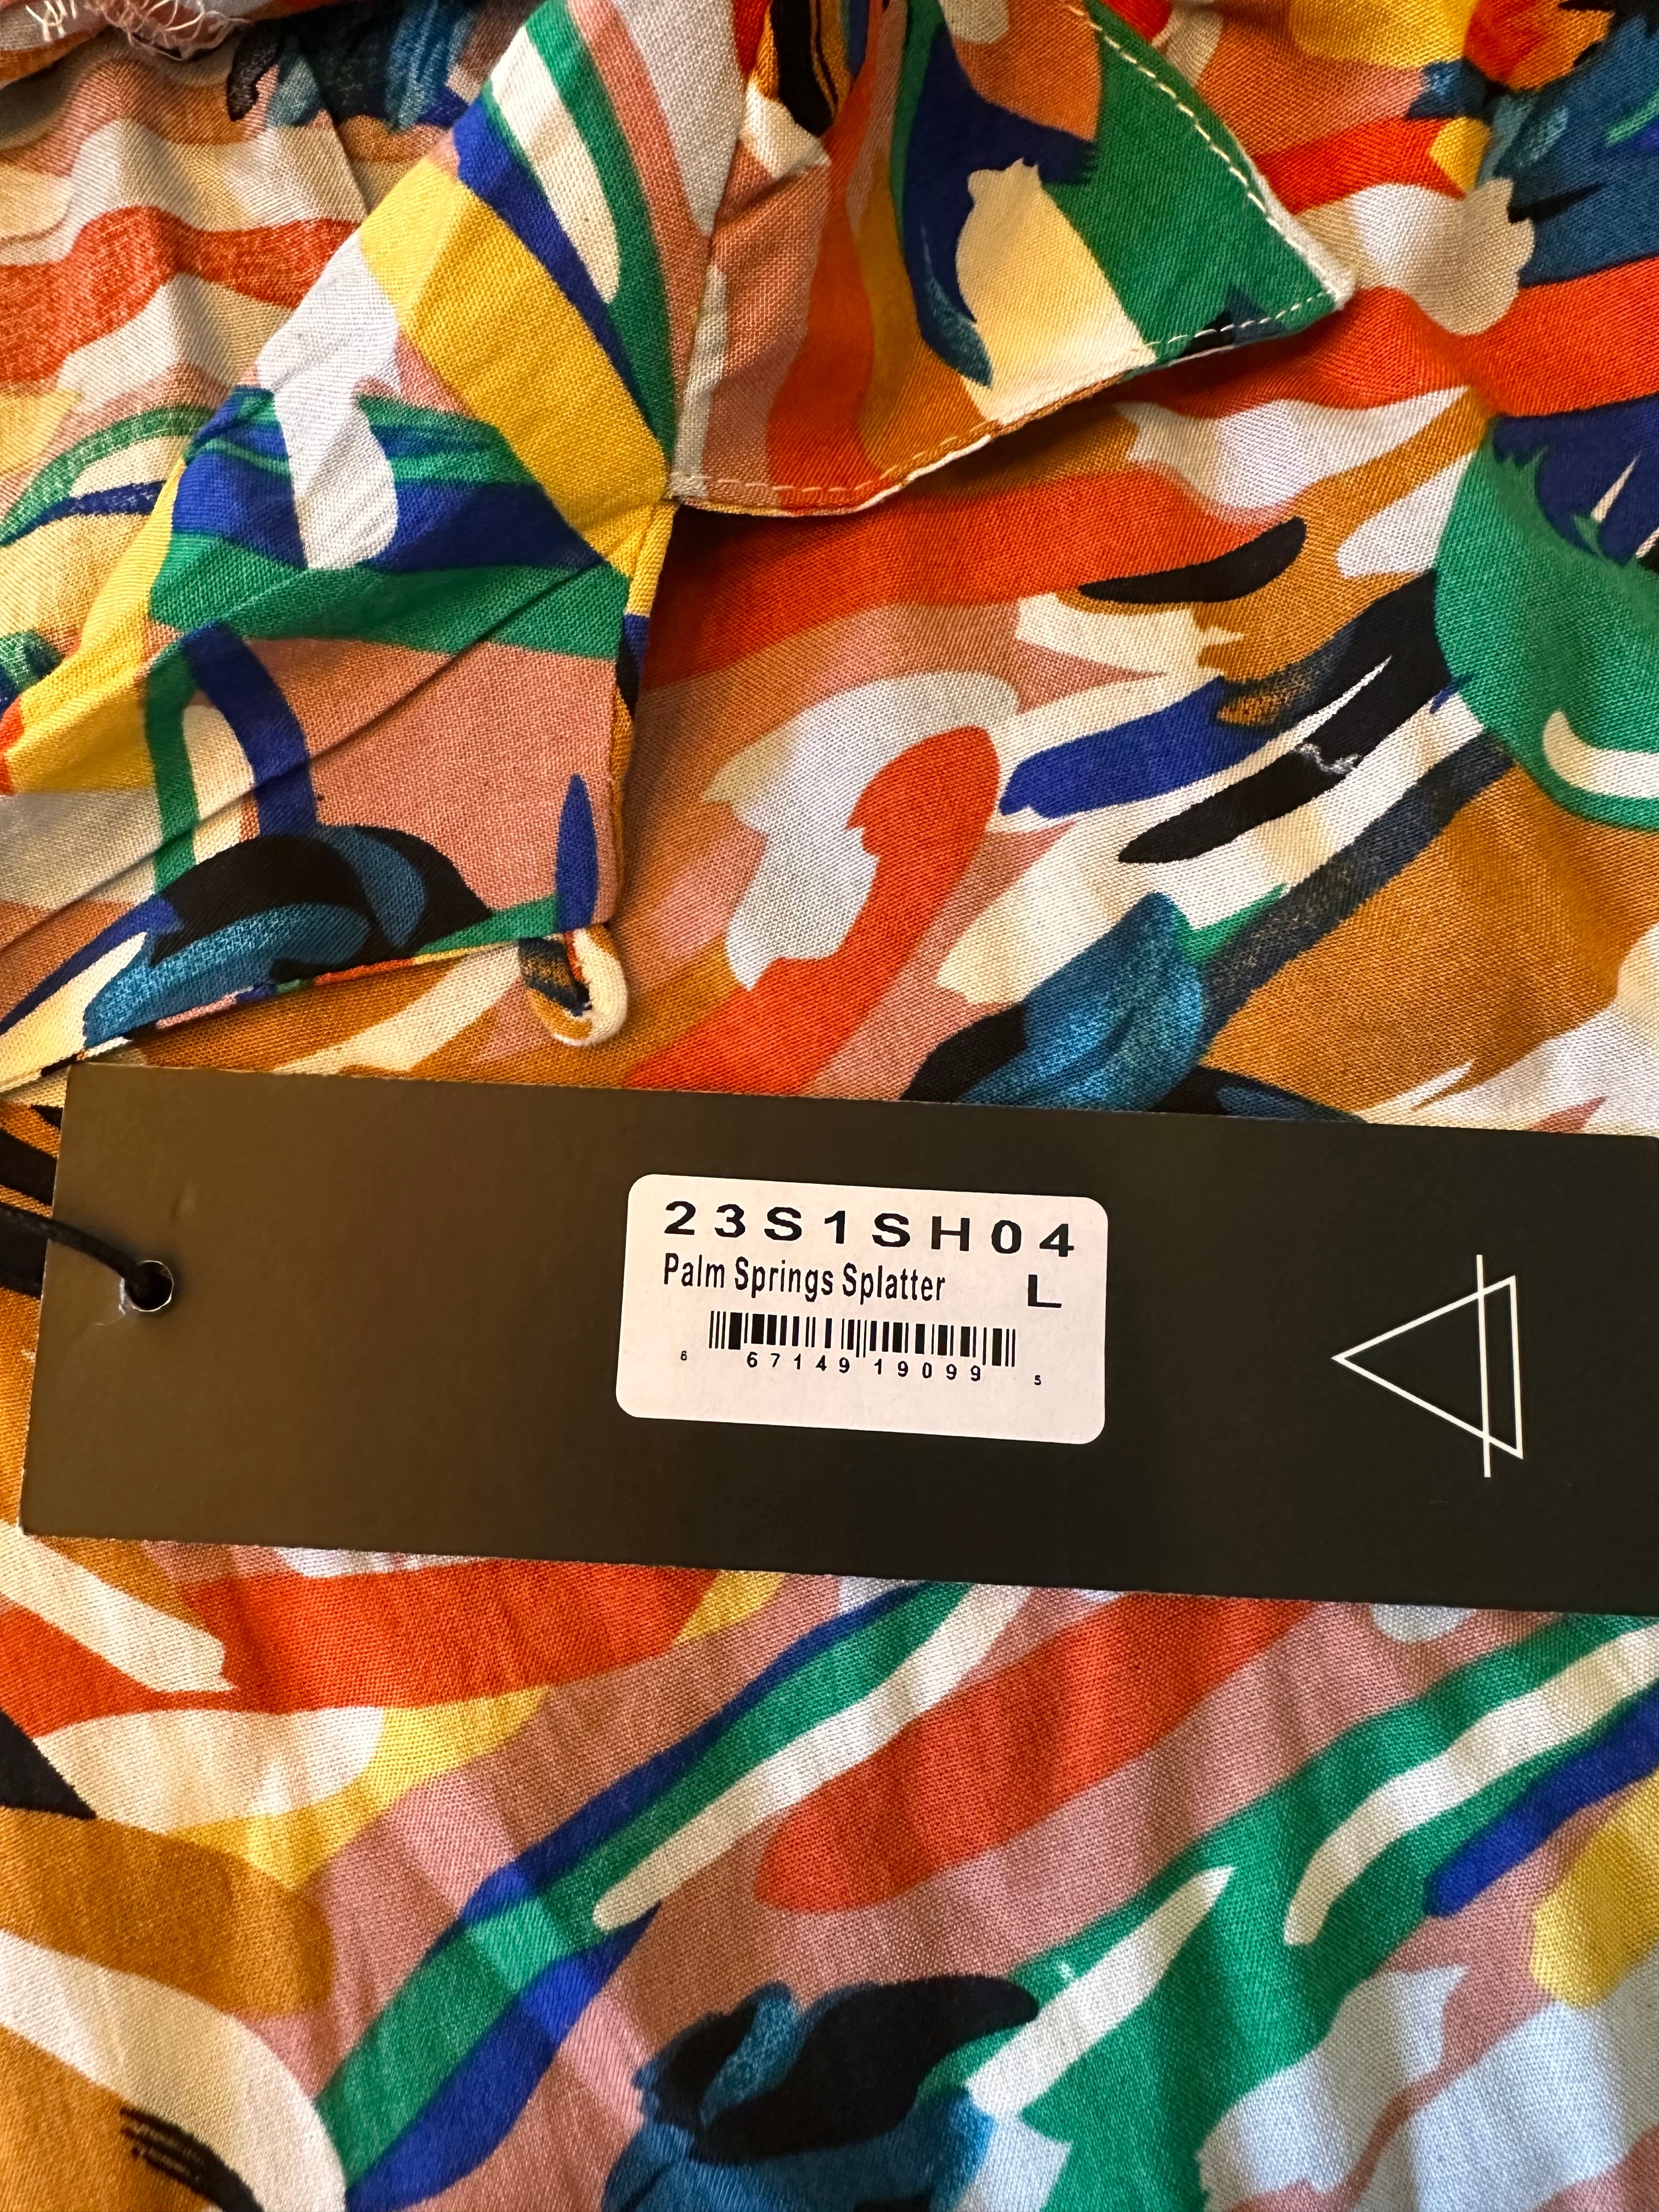 23S1SH04
Palm Springs Splatter L
6 67149 19099 5